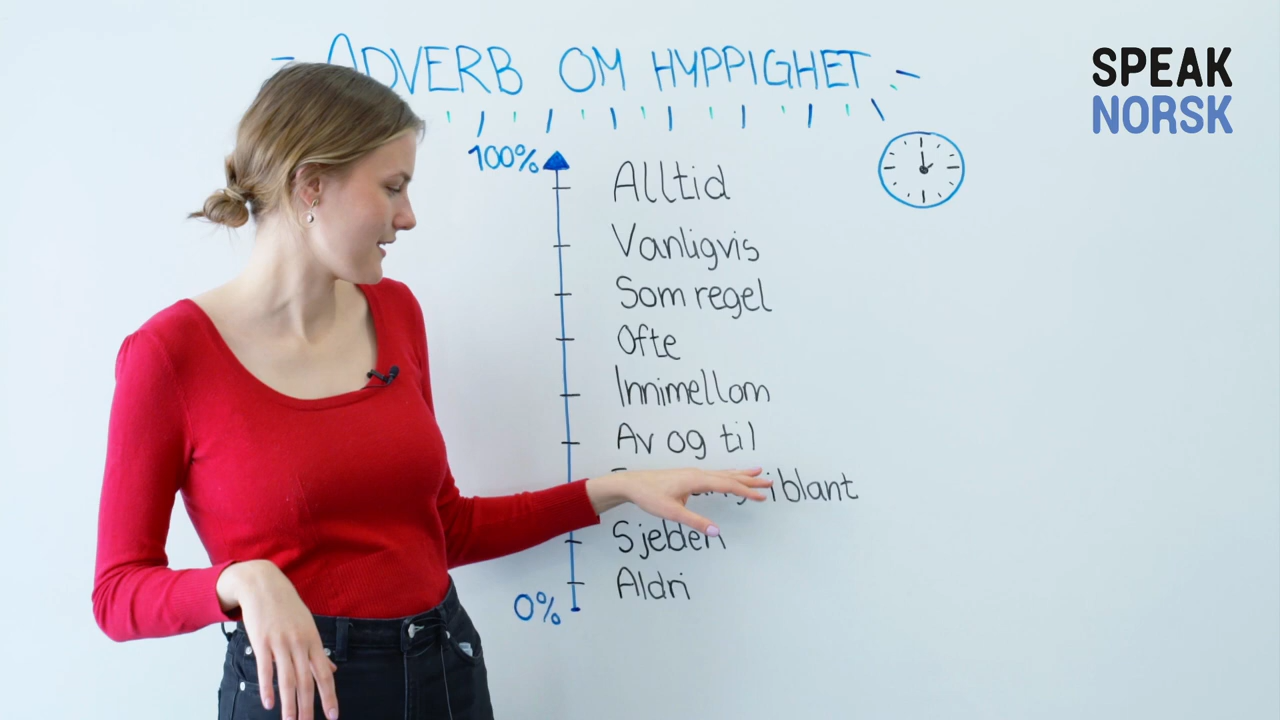 - ADVERB OM HYPPIGHET -
SPEAK
NORSK
100%
Alltid
Vanligvis
Som regel
Ofte
Innimellom
Av og til
iblant
Sjelden
Aldri
0%